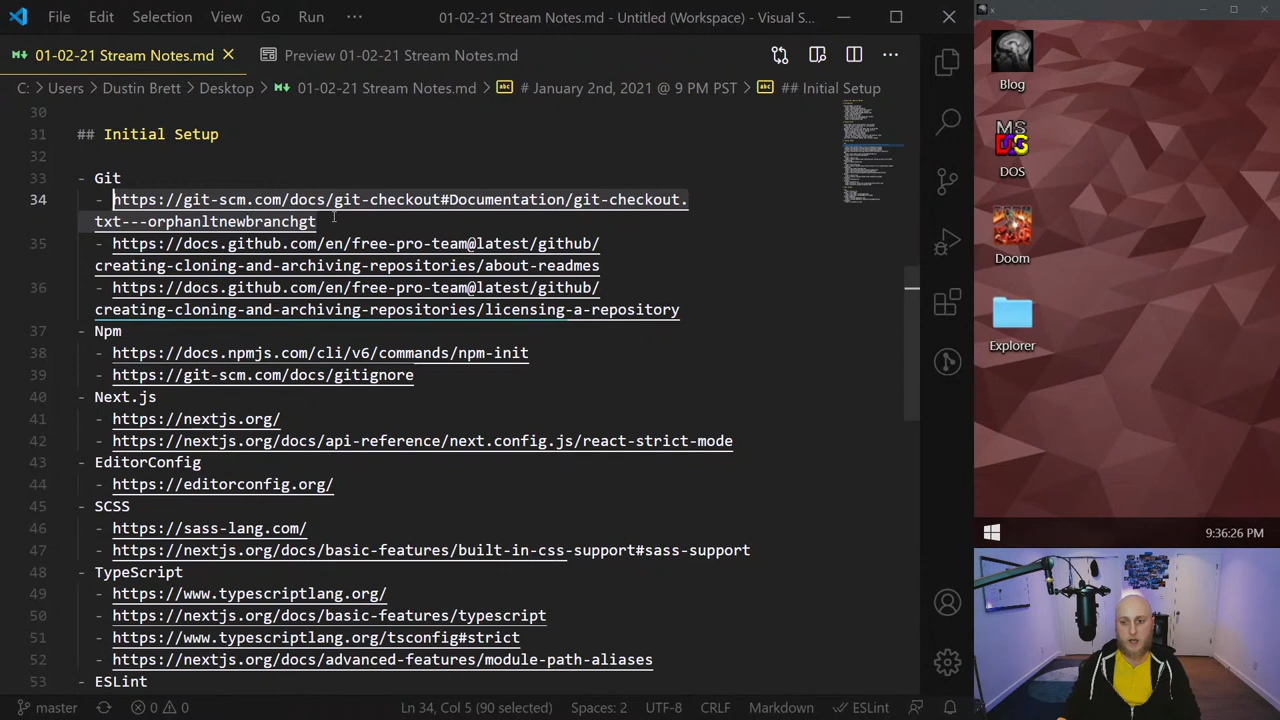 File Edit Selection View Go Run ··· 01-02-21 Stream Notes.md - Untitled (Workspace) - Visual S...
01-02-21 Stream Notes.md Preview 01-02-21 Stream Notes.md
C: > Users > Dustin Brett > Desktop > 01-02-21 Stream Notes.md > abc # January 2nd, 2021 @ 9 PM PST > abc ## Initial Setup
30
31 ## Initial Setup
32
33 - Git
34 - https://git-scm.com/docs/git-checkout#Documentation/git-checkout.
txt---orphanltnewbranchgt
35 - https://docs.github.com/en/free-pro-team@latest/github/
creating-cloning-and-archiving-repositories/about-readmes
36 - https://docs.github.com/en/free-pro-team@latest/github/
creating-cloning-and-archiving-repositories/licensing-a-repository
37 - Npm
38 - https://docs.npmjs.com/cli/v6/commands/npm-init
39 - https://git-scm.com/docs/gitignore
40 - Next.js
41 - https://nextjs.org/
42 - https://nextjs.org/docs/api-reference/next.config.js/react-strict-mode
43 - EditorConfig
44 - https://editorconfig.org/
45 - SCSS
46 - https://sass-lang.com/
47 - https://nextjs.org/docs/basic-features/built-in-css-support#sass-support
48 - TypeScript
49 - https://www.typescriptlang.org/
50 - https://nextjs.org/docs/basic-features/typescript
51 - https://www.typescriptlang.org/tsconfig#strict
52 - https://nextjs.org/docs/advanced-features/module-path-aliases
53 - ESLint
master 0 0 Ln 34, Col 5 (90 selected) Spaces: 2 UTF-8 CRLF Markdown ESLint
x
Blog
MS
DOS
DOS
Doom
Explorer
9:36:26 PM